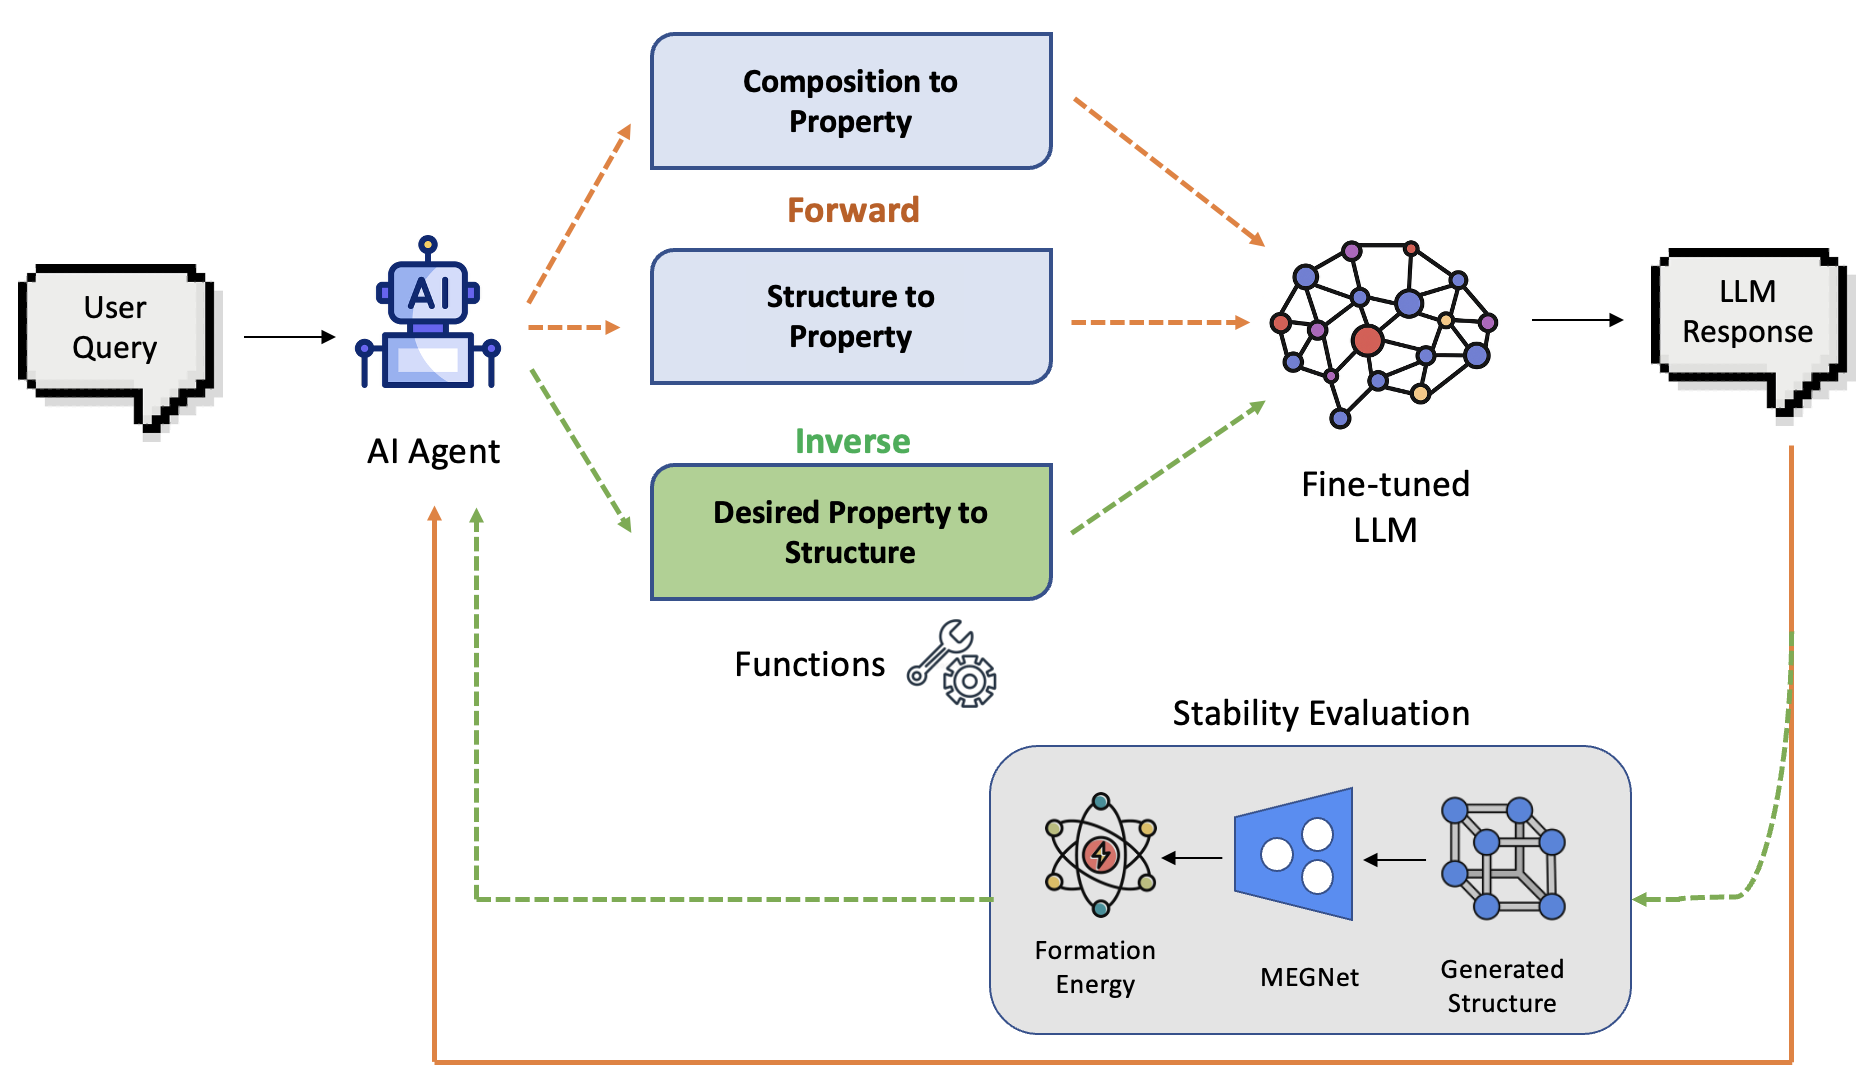 User
Query
AI
AI Agent
Composition to
Property
Forward
Structure to
Property
Inverse
Desired Property to
Structure
Functions
Fine-tuned
LLM
LLM
Response
Stability Evaluation
Formation
Energy
MEGNet
Generated
Structure